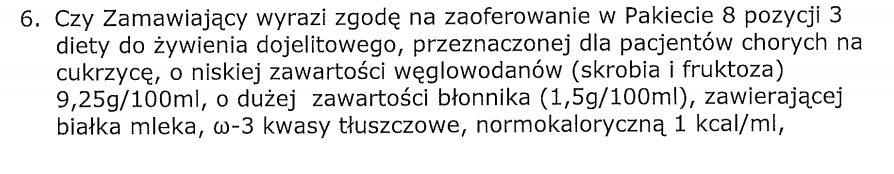 6. Czy Zamawiający wyrazi zgodę na zaoferowanie w Pakiecie 8 pozycji 3
diety do żywienia dojelitowego, przeznaczonej dla pacjentów chorych na
cukrzycę, o niskiej zawartości węglowodanów (skrobia i fruktoza)
9,25g/100ml, o dużej zawartości błonnika (1,5g/100ml), zawierającej
białka mleka, ω-3 kwasy tłuszczowe, normokaloryczną 1 kcal/ml,